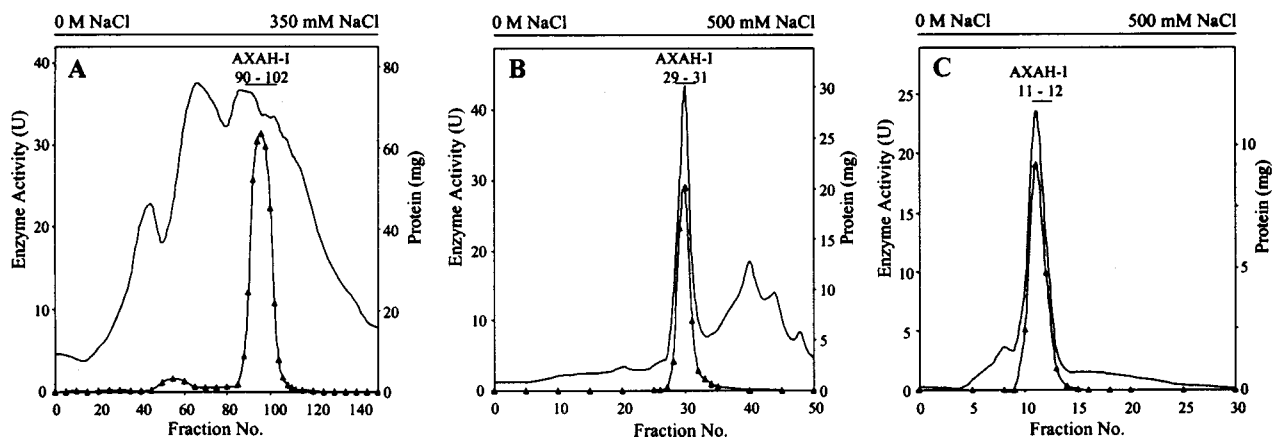 0 M NaCl 350 mM NaCl
A
AXAH-I
90 - 102
Enzyme Activity (U)
40
30
20
10
0
80
60
40
20
0
Protein (mg)
0 20 40 60 80 100 120 140
Fraction No.
0 M NaCl 500 mM NaCl
B
AXAH-I
29 - 31
Enzyme Activity (U)
40
30
20
10
0
30
25
20
15
10
5
0
Protein (mg)
0 10 20 30 40 50
Fraction No.
0 M NaCl 500 mM NaCl
C
AXAH-I
11 - 12
Enzyme Activity (U)
25
20
15
10
5
0
10
5
0
Protein (mg)
0 5 10 15 20 25 30
Fraction No.